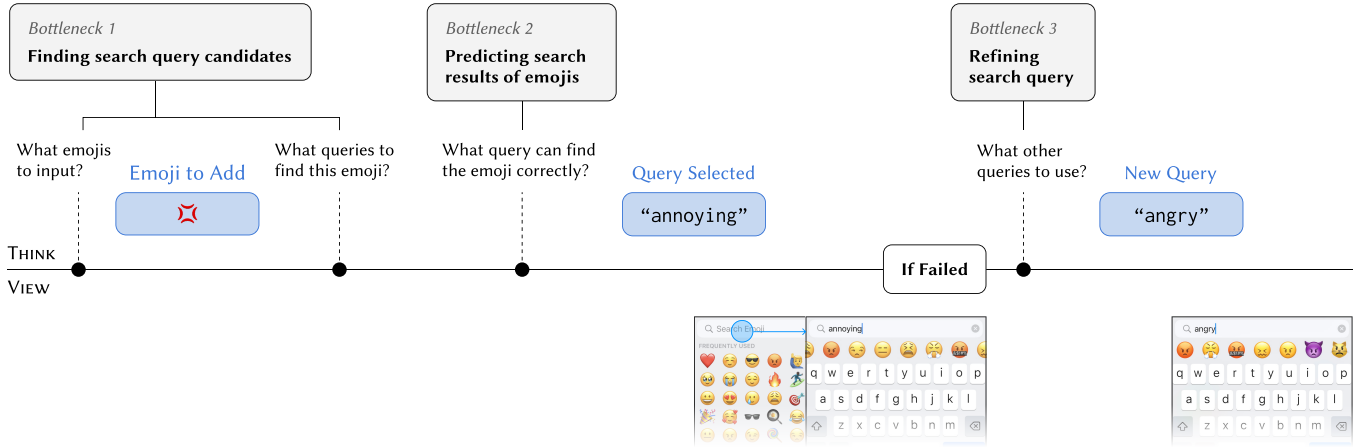 Bottleneck 1
Finding search query candidates
Bottleneck 2
Predicting search
results of emojis
Bottleneck 3
Refining
search query
What emojis
to input?
Emoji to Add
What queries to
find this emoji?
What query can find
the emoji correctly?
Query Selected
“annoying”
What other
queries to use?
New Query
“angry”
THINK
VIEW
If Failed
Search Emoji
FREQUENTLY USED
annoying
q w e r t y u i o p
a s d f g h j k l
z x c v b n m
angry
q w e r t y u i o p
a s d f g h j k l
z x c v b n m